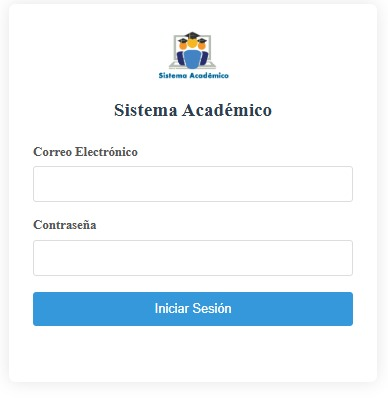 Sistema Académico
Sistema Académico
Correo Electrónico
Contraseña
Iniciar Sesión